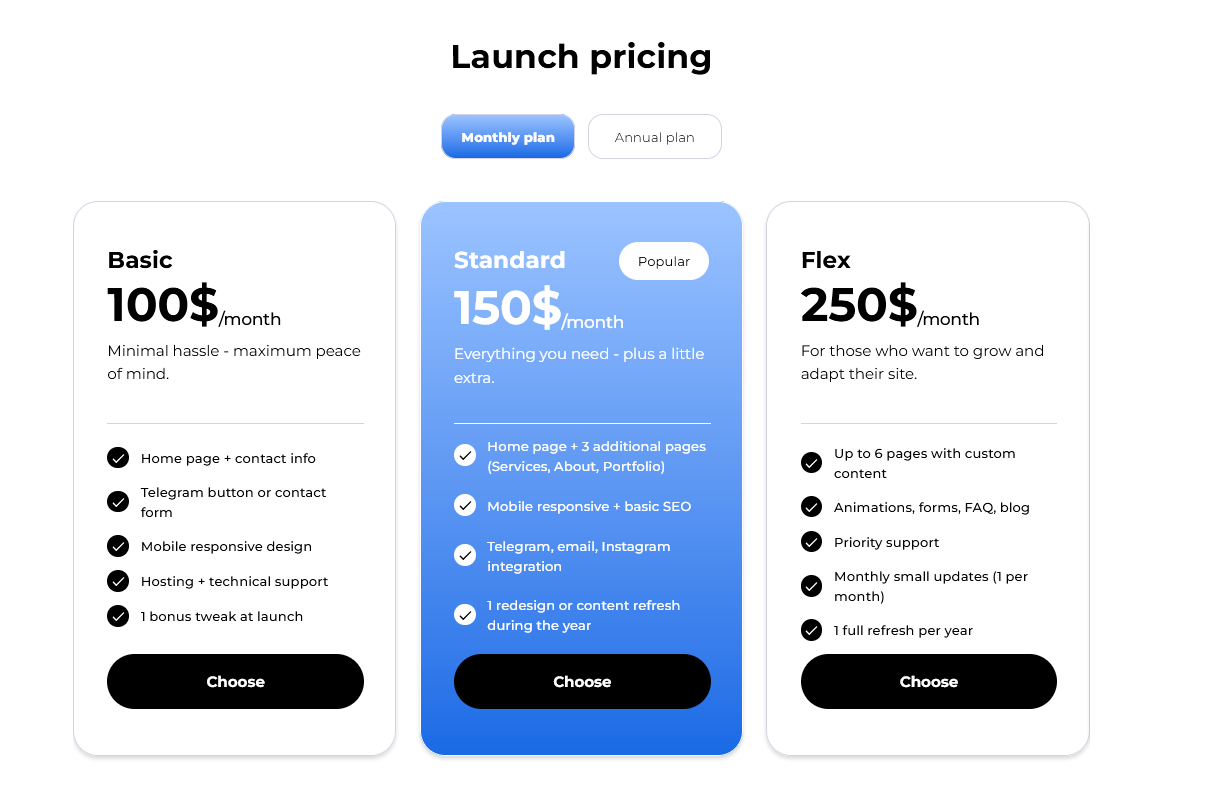 Launch pricing
Monthly plan
Annual plan
Basic
100$/month
Minimal hassle - maximum peace
of mind.
Home page + contact info
Telegram button or contact
form
Mobile responsive design
Hosting + technical support
1 bonus tweak at launch
Choose
Standard
Popular
150$/month
Everything you need - plus a little
extra.
Home page + 3 additional pages
(Services, About, Portfolio)
Mobile responsive + basic SEO
Telegram, email, Instagram
integration
1 redesign or content refresh
during the year
Choose
Flex
250$/month
For those who want to grow and
adapt their site.
Up to 6 pages with custom
content
Animations, forms, FAQ, blog
Priority support
Monthly small updates (1 per
month)
1 full refresh per year
Choose